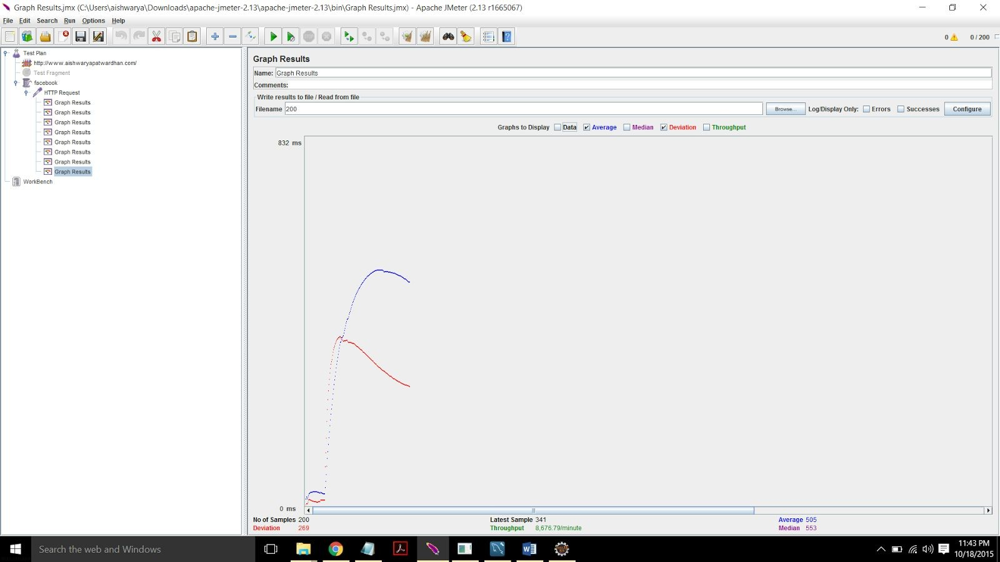 Graph Results.jmx (C:\Users\aishwarya\Downloads\apache-jmeter-2.13\apache-jmeter-2.13\bin\Graph Results.jmx) - Apache JMeter (2.13 r1665067)
File Edit Search Run Options Help
0 0 / 200
Test Plan
http://www.aishwaryapatwardhan.com/
Test Fragment
facebook
HTTP Request
Graph Results
Graph Results
Graph Results
Graph Results
Graph Results
Graph Results
Graph Results
Graph Results
WorkBench
Graph Results
Name: Graph Results
Comments:
Write results to file / Read from file
Filename 200 Browse... Log/Display Only: Errors Successes Configure
Graphs to Display Data Average Median Deviation Throughput
832 ms
0 ms
No of Samples 200 Latest Sample 341 Average 505
Deviation 269 Throughput 8,676.79/minute Median 553
Search the web and Windows
11:43 PM
10/18/2015